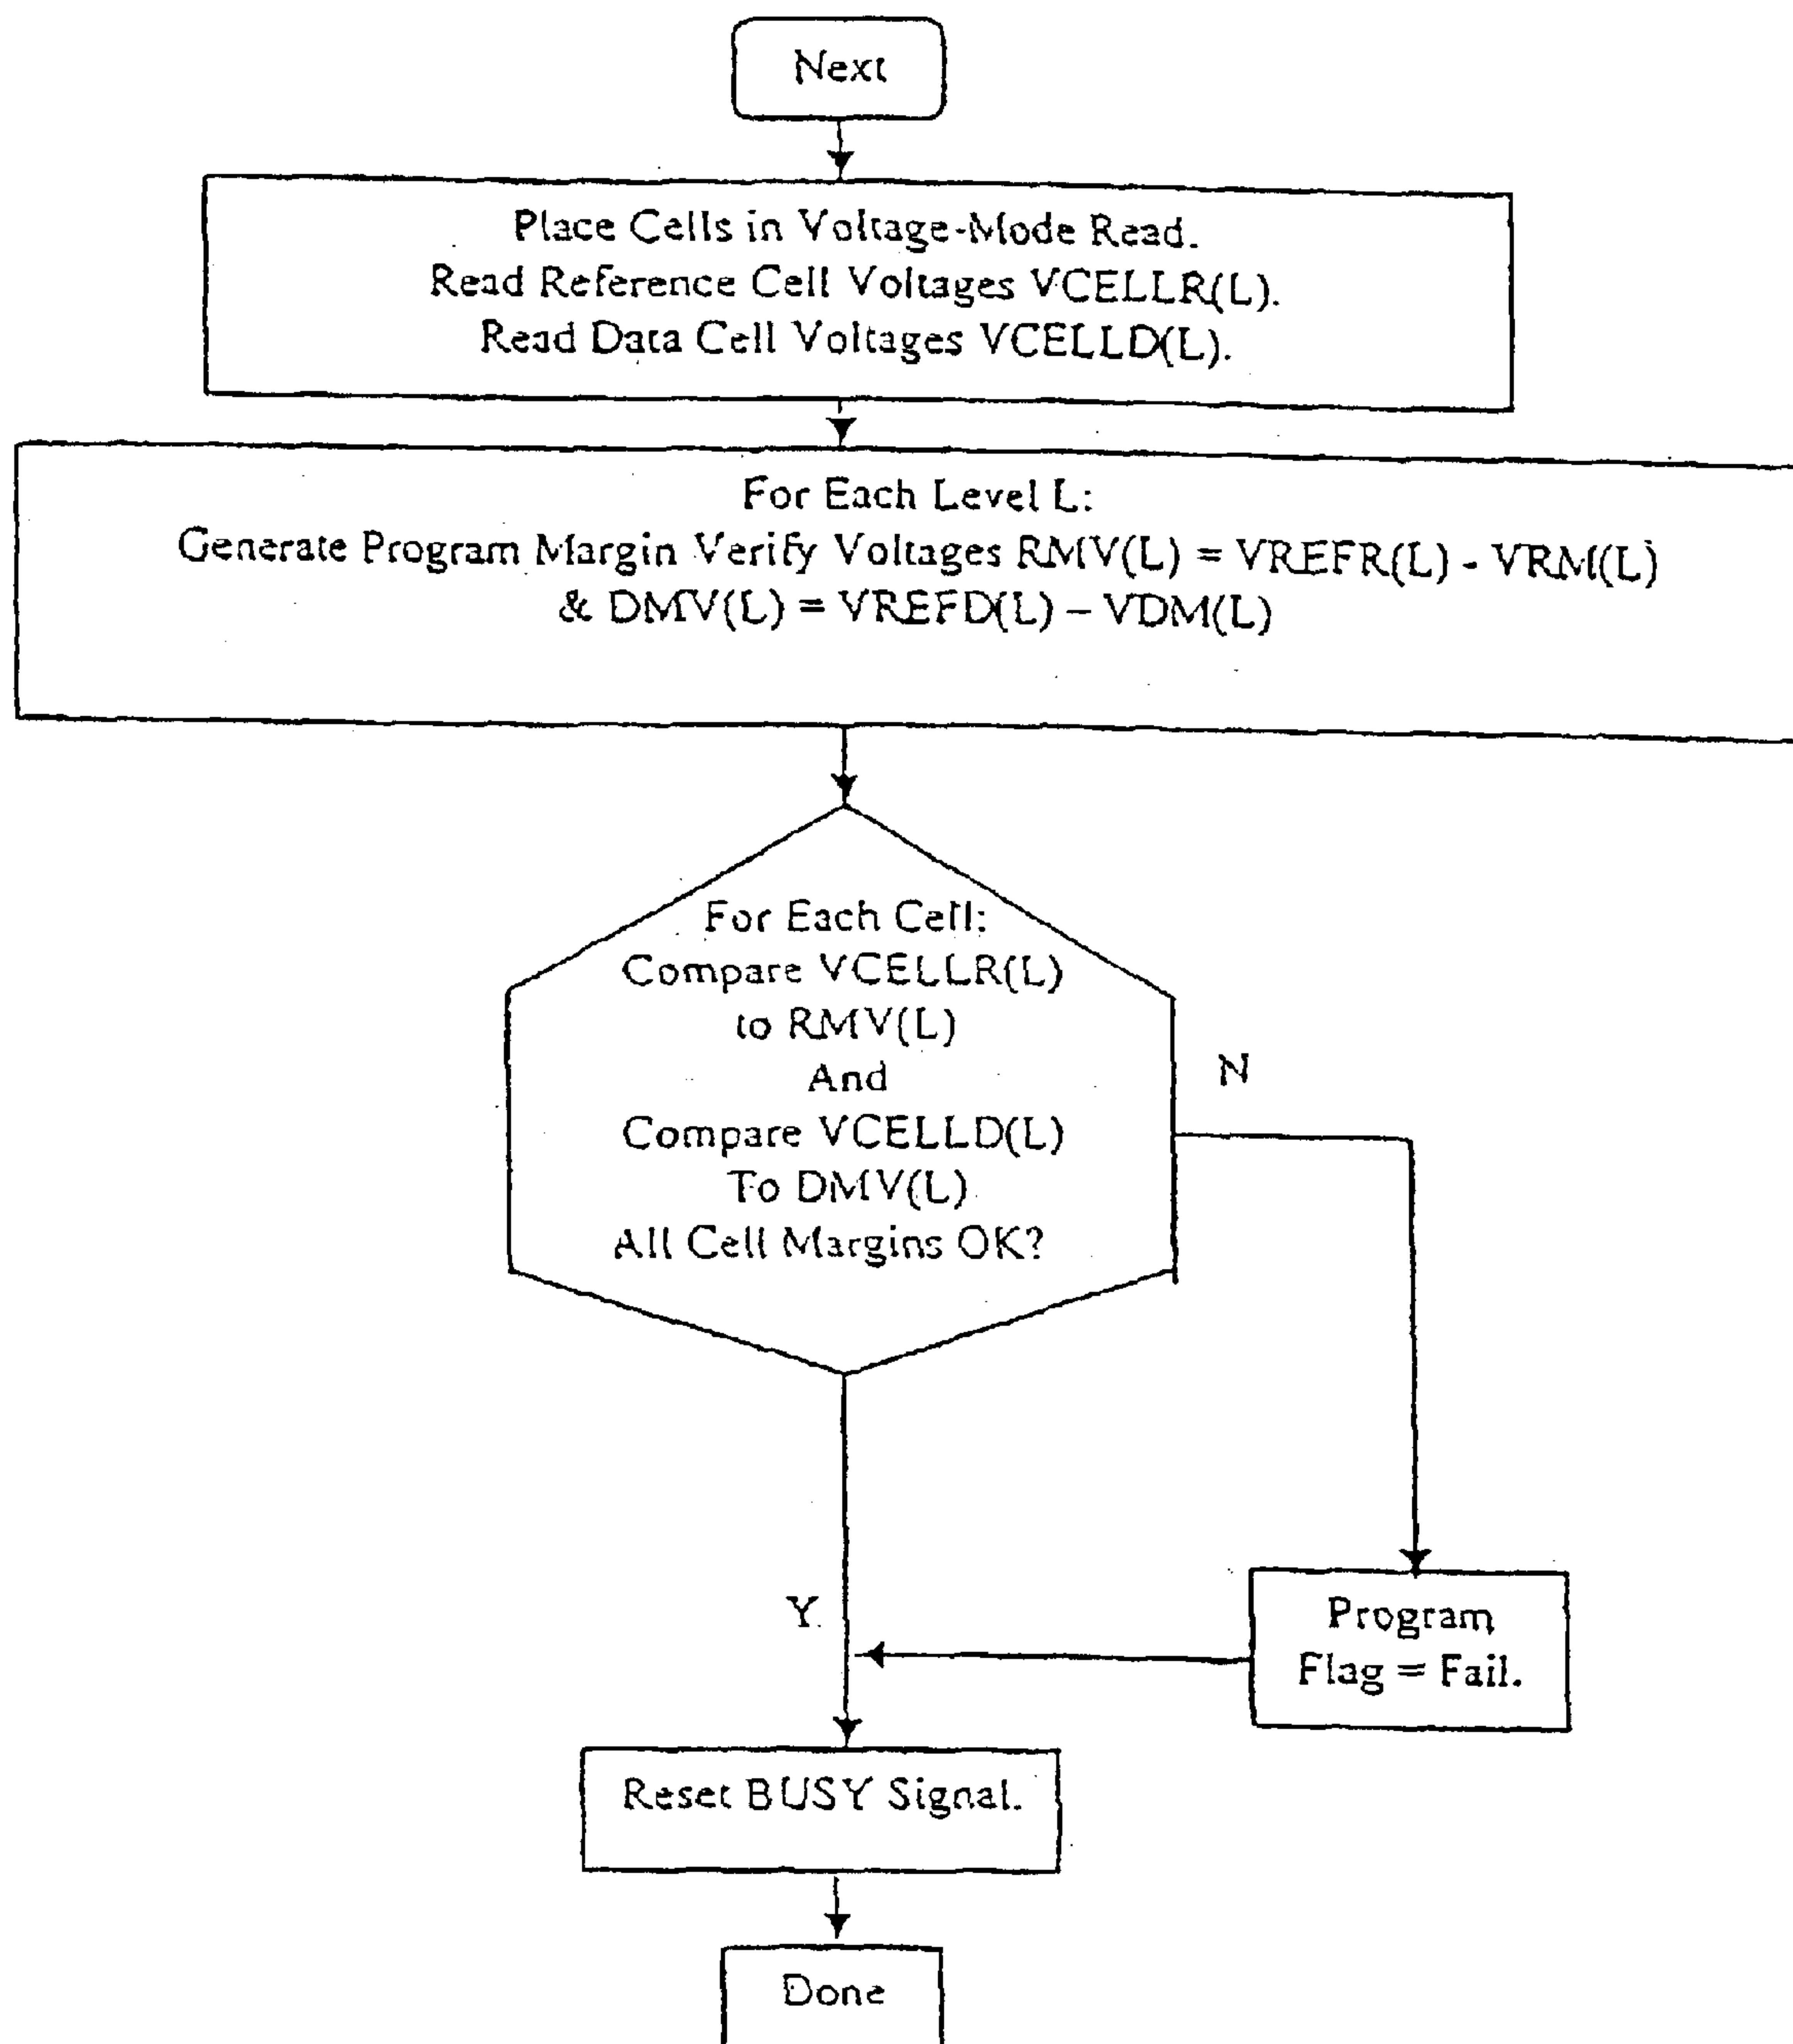 Next
Place Cells in Voltage-Mode Read.
Read Reference Cell Voltages VCELLR(L).
Read Data Cell Voltages VCELLD(L).
For Each Level L:
Generate Program Margin Verify Voltages RMV(L) = VREFR(L) - VRM(L)
& DMV(L) = VREFD(L) – VDM(L)
For Each Cell:
Compare VCELLR(L)
to RMV(L)
And
Compare VCELLD(L)
To DMV(L)
All Cell Margins OK?
N
Y
Program
Flag = Fail.
Reset BUSY Signal.
Done